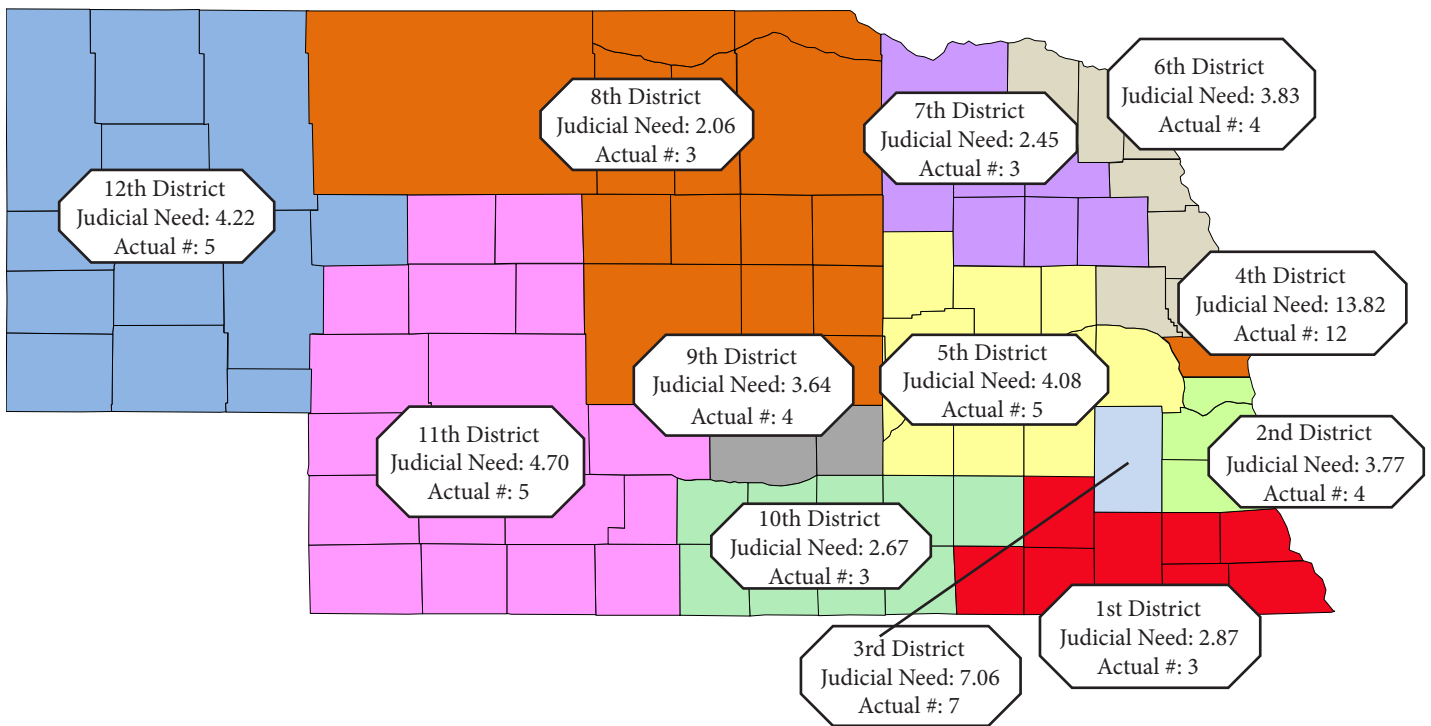 8th District
Judicial Need: 2.06
Actual #: 3
7th District
Judicial Need: 2.45
Actual #: 3
6th District
Judicial Need: 3.83
Actual #: 4
12th District
Judicial Need: 4.22
Actual #: 5
4th District
Judicial Need: 13.82
Actual #: 12
9th District
Judicial Need: 3.64
Actual #: 4
5th District
Judicial Need: 4.08
Actual #: 5
11th District
Judicial Need: 4.70
Actual #: 5
2nd District
Judicial Need: 3.77
Actual #: 4
10th District
Judicial Need: 2.67
Actual #: 3
1st District
Judicial Need: 2.87
Actual #: 3
3rd District
Judicial Need: 7.06
Actual #: 7